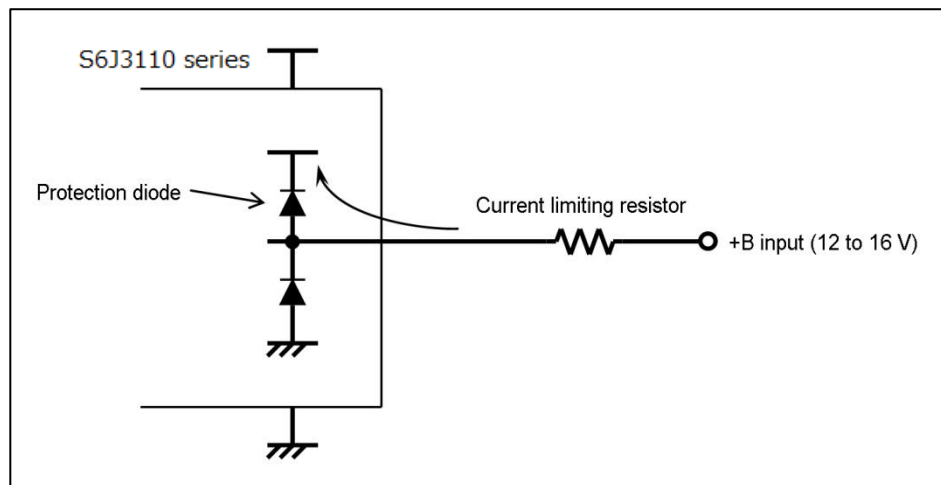 S6J3110 series
Protection diode
Current limiting resistor
+B input (12 to 16 V)